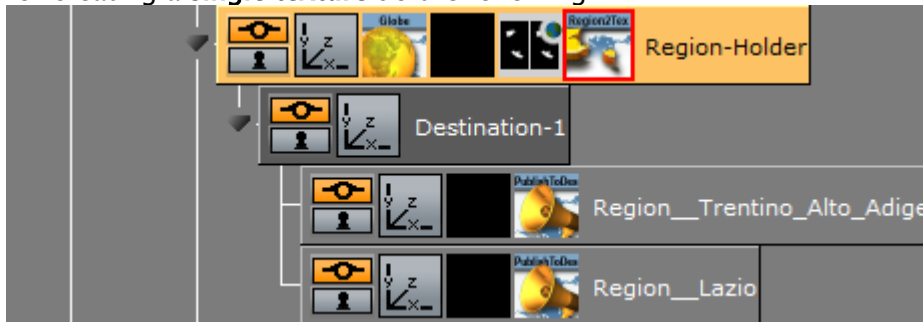 Globe
Region2Tex
Region-Holder
y
z
x
Destination-1
y
z
x
PublishToDes
Region__Trentino_Alto_Adige
y
z
x
PublishToDes
Region__Lazio
y
z
x